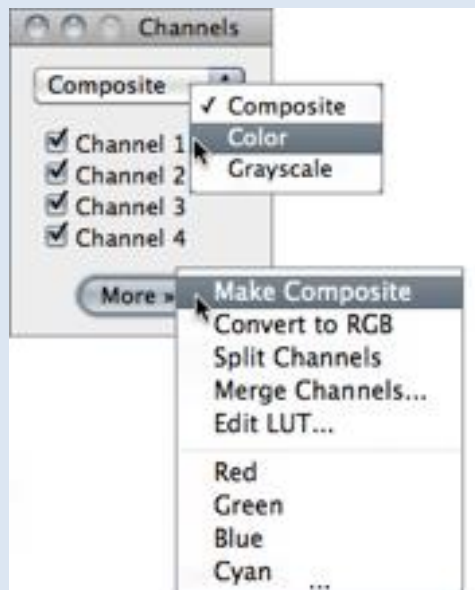 Channels
Composite
✓ Composite
Color
Grayscale
Channel 1
Channel 2
Channel 3
Channel 4
More »
Make Composite
Convert to RGB
Split Channels
Merge Channels...
Edit LUT...
Red
Green
Blue
Cyan
...